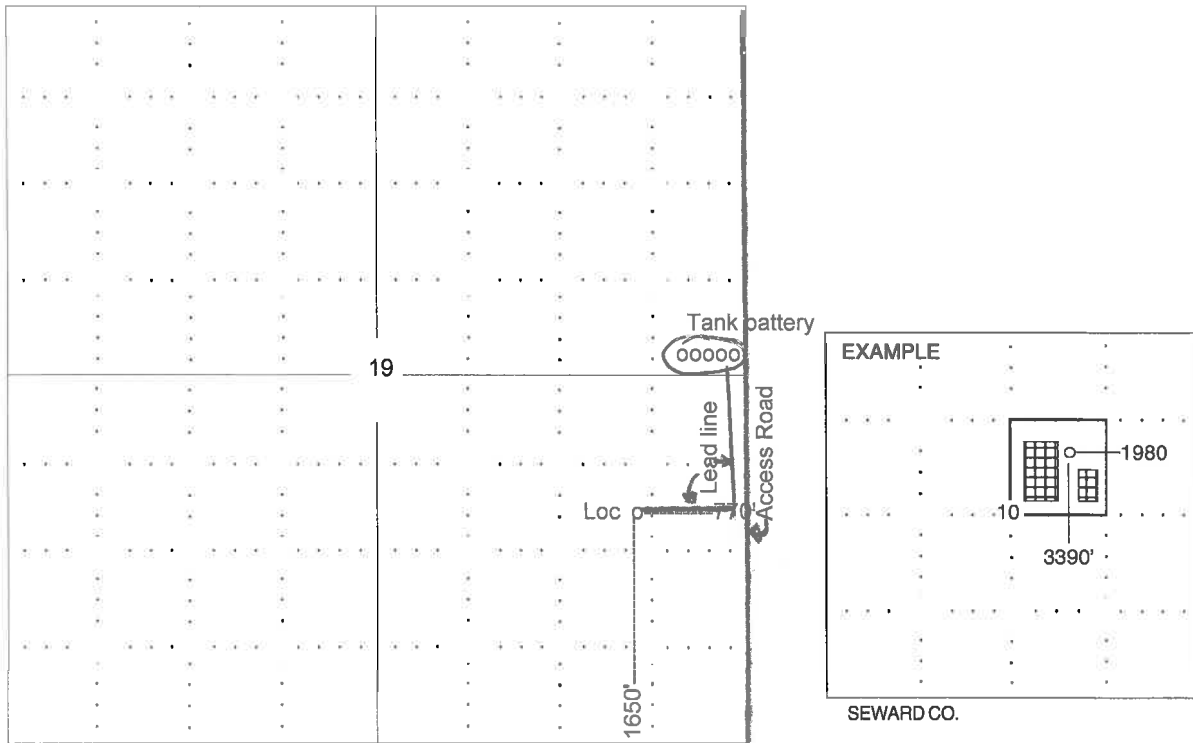 Tank battery
OOOOO
19
Lead line
Access Road
Loc o
770'
1650'
EXAMPLE
1980
10
3390'
SEWARD CO.